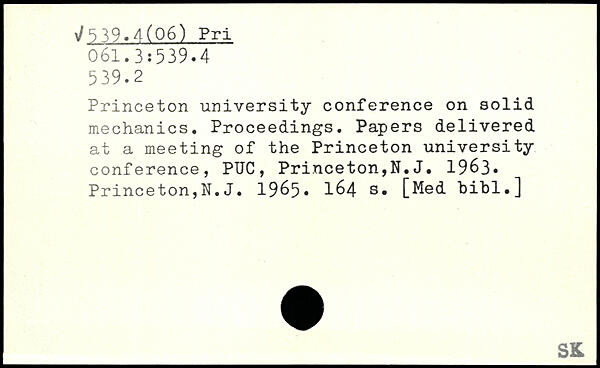 √539.4(06) Pri
061.3:539.4
539.2
Princeton university conference on solid
mechanics. Proceedings. Papers delivered
at a meeting of the Princeton university
conference, PUC, Princeton,N.J. 1963.
Princeton,N.J. 1965. 164 s. [Med bibl.]
SK